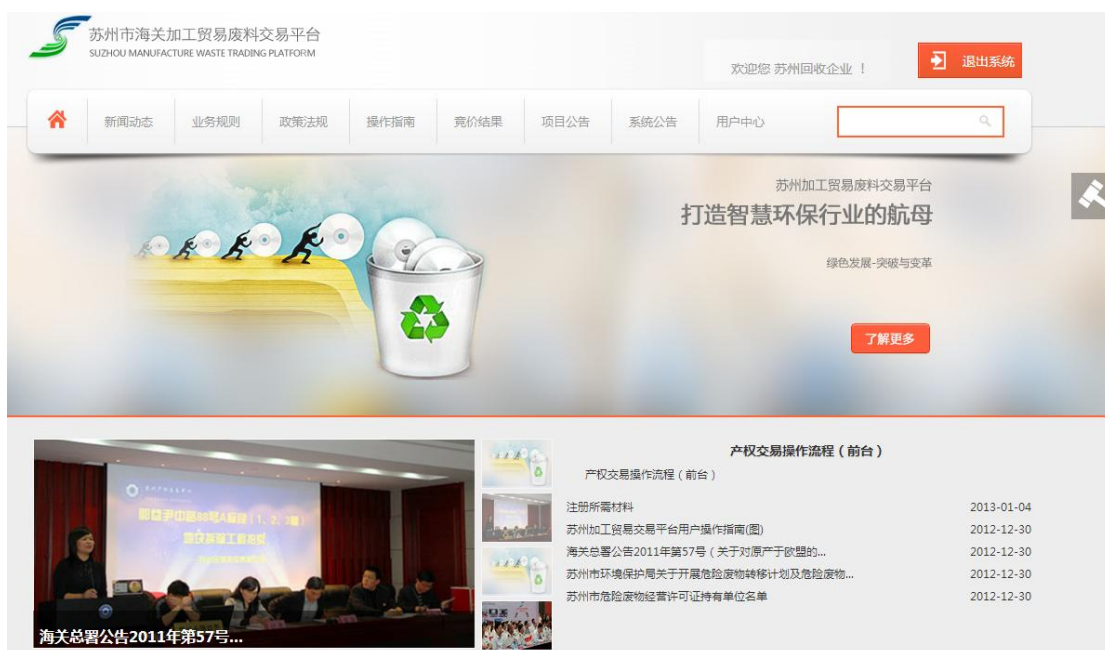 苏州市海关加工贸易废料交易平台
SUZHOU MANUFACTURE WASTE TRADING PLATFORM
欢迎您 苏州回收企业 ！
退出系统
新闻动态
业务规则
政策法规
操作指南
竞价结果
项目公告
系统公告
用户中心
苏州加工贸易废料交易平台
打造智慧环保行业的航母
绿色发展-突破与变革
了解更多
海关总署公告2011年第57号...
产权交易操作流程（前台）
产权交易操作流程（前台）
注册所需材料 2013-01-04
苏州加工贸易交易平台用户操作指南(图) 2012-12-30
海关总署公告2011年第57号（关于对原产于欧盟的... 2012-12-30
苏州市环境保护局关于开展危险废物转移计划及危险废物... 2012-12-30
苏州市危险废物经营许可证持有单位名单 2012-12-30